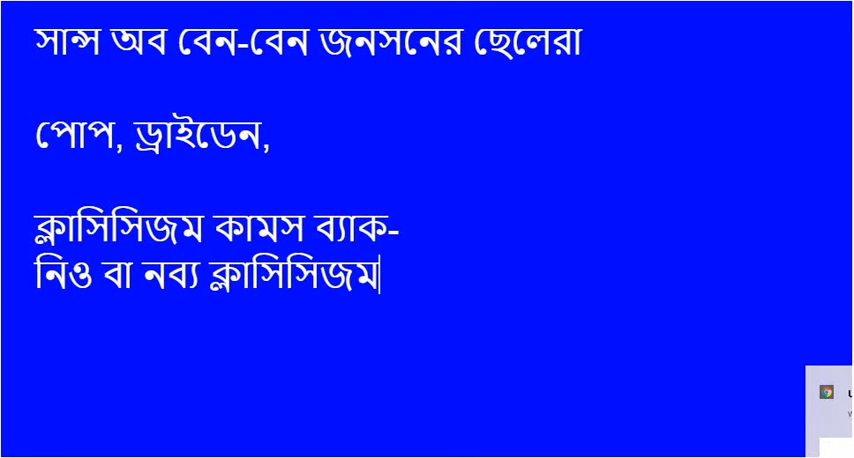 সান্স অব বেন-বেন জনসনের ছেলেরা
পোপ, ড্রাইডেন,
ক্লাসিসিজম কামস ব্যাক-
নিও বা নব্য ক্লাসিসিজম